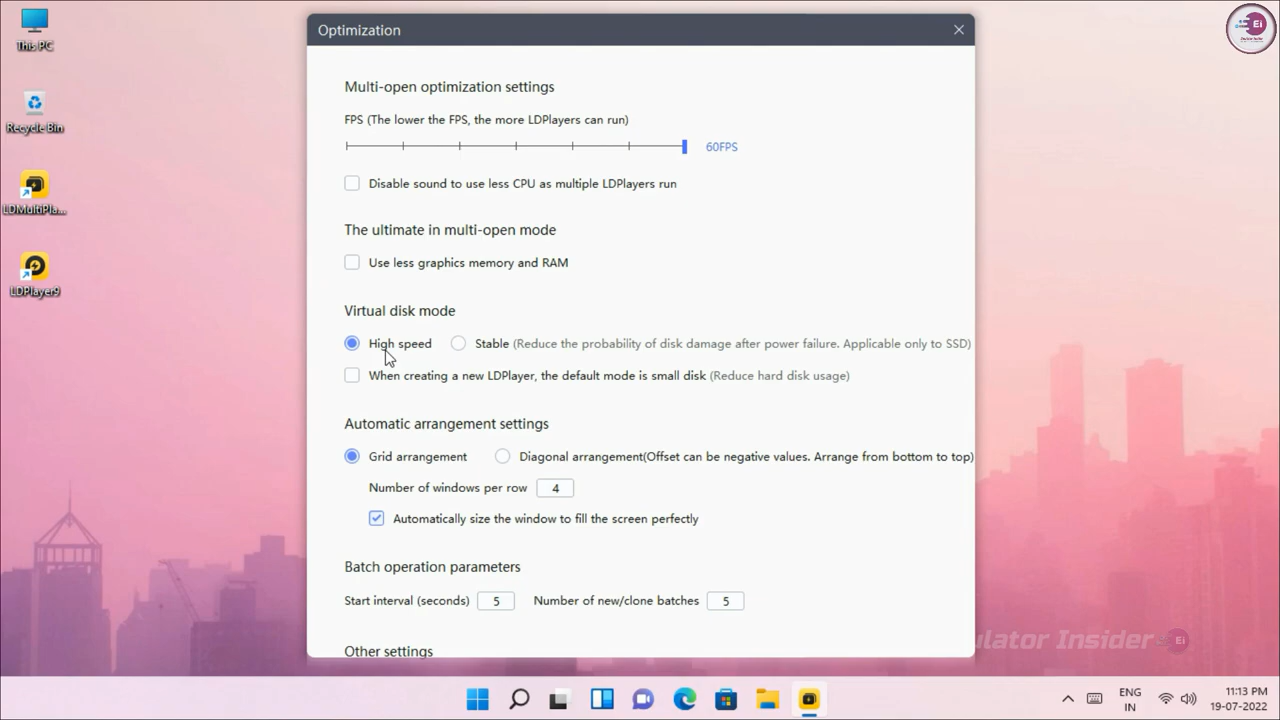 This PC
Recycle Bin
LDMultiPla...
LDPlayer9
Optimization
Multi-open optimization settings
FPS (The lower the FPS, the more LDPlayers can run)
60FPS
Disable sound to use less CPU as multiple LDPlayers run
The ultimate in multi-open mode
Use less graphics memory and RAM
Virtual disk mode
High speed Stable (Reduce the probability of disk damage after power failure. Applicable only to SSD)
When creating a new LDPlayer, the default mode is small disk (Reduce hard disk usage)
Automatic arrangement settings
Grid arrangement Diagonal arrangement(Offset can be negative values. Arrange from bottom to top)
Number of windows per row 4
Automatically size the window to fill the screen perfectly
Batch operation parameters
Start interval (seconds) 5 Number of new/clone batches 5
Other settings
Ei
ulator Insider Ei
ENG
IN
11:13 PM
19-07-2022